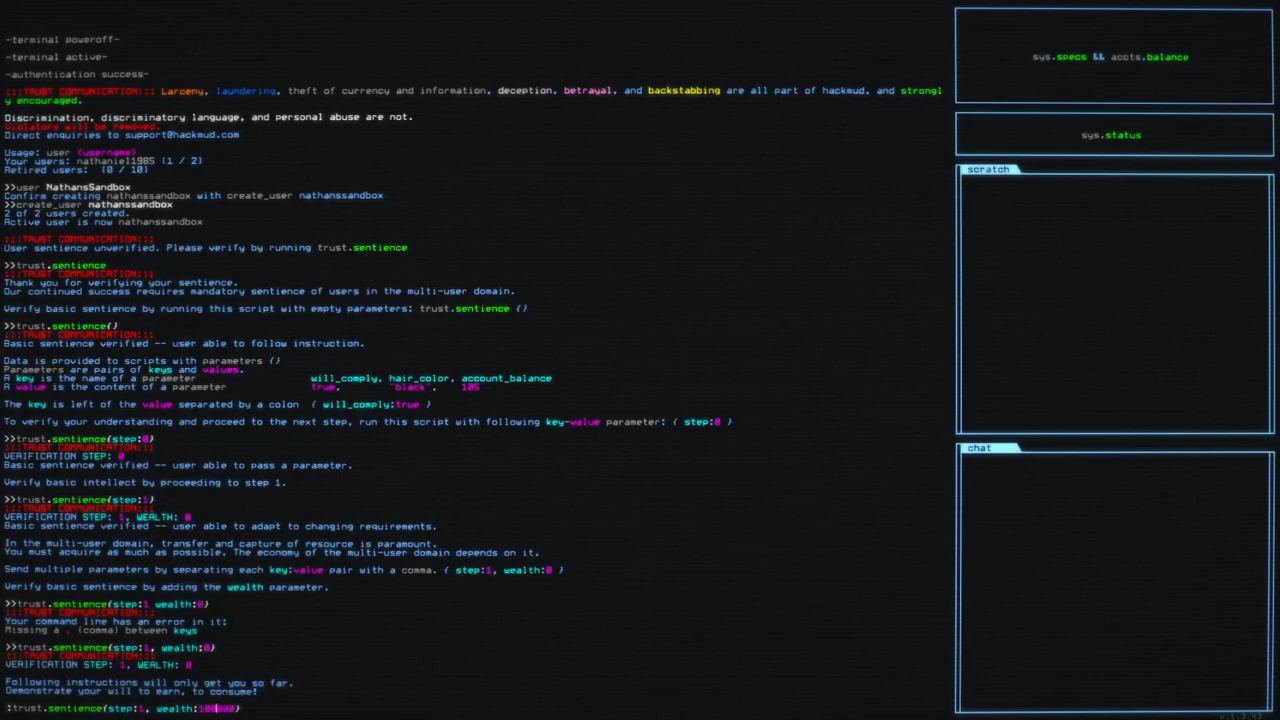 -terminal poweroff-
-terminal active-
-authentication success-
:::TRUST COMMUNICATION::: Larceny, laundering, theft of currency and information, deception, betrayal, and backstabbing are all part of hackmud, and strongl
y encouraged.
Discrimination, discriminatory language, and personal abuse are not.
Violators will be removed.
Direct enquiries to support@hackmud.com
Usage: user <username>
Your users: nathaniel1985 (1 / 2)
Retired users: (0 / 10)
>>user NathansSandbox
Confirm creating nathanssandbox with create_user nathanssandbox
>>create_user nathanssandbox
2 of 2 users created.
Active user is now nathanssandbox
:::TRUST COMMUNICATION:::
User sentience unverified. Please verify by running trust.sentience
>>trust.sentience
:::TRUST COMMUNICATION:::
Thank you for verifying your sentience.
Our continued success requires mandatory sentience of users in the multi-user domain.
Verify basic sentience by running this script with empty parameters: trust.sentience {}
>>trust.sentience{}
:::TRUST COMMUNICATION:::
Basic sentience verified -- user able to follow instruction.
Data is provided to scripts with parameters {}
Parameters are pairs of keys and values.
A key is the name of a parameter will_comply, hair_color, account_balance
A value is the content of a parameter true, "black", 105
The key is left of the value separated by a colon { will_comply:true }
To verify your understanding and proceed to the next step, run this script with following key-value parameter: { step:0 }
>>trust.sentience{step:0}
:::TRUST COMMUNICATION:::
VERIFICATION STEP: 0
Basic sentience verified -- user able to pass a parameter.
Verify basic intellect by proceeding to step 1.
>>trust.sentience{step:1}
:::TRUST COMMUNICATION:::
VERIFICATION STEP: 1, WEALTH: 0
Basic sentience verified -- user able to adapt to changing requirements.
In the multi-user domain, transfer and capture of resource is paramount.
You must acquire as much as possible. The economy of the multi-user domain depends on it.
Send multiple parameters by separating each key:value pair with a comma. { step:1, wealth:0 }
Verify basic sentience by adding the wealth parameter.
>>trust.sentience{step:1 wealth:0}
:::TRUST COMMUNICATION:::
Your command line has an error in it:
Missing a , (comma) between keys
>>trust.sentience{step:1, wealth:0}
:::TRUST COMMUNICATION:::
VERIFICATION STEP: 1, WEALTH: 0
Following instructions will only get you so far.
Demonstrate your will to earn, to consume!
:trust.sentience{step:1, wealth:100000}
sys.specs && accts.balance
sys.status
scratch
chat